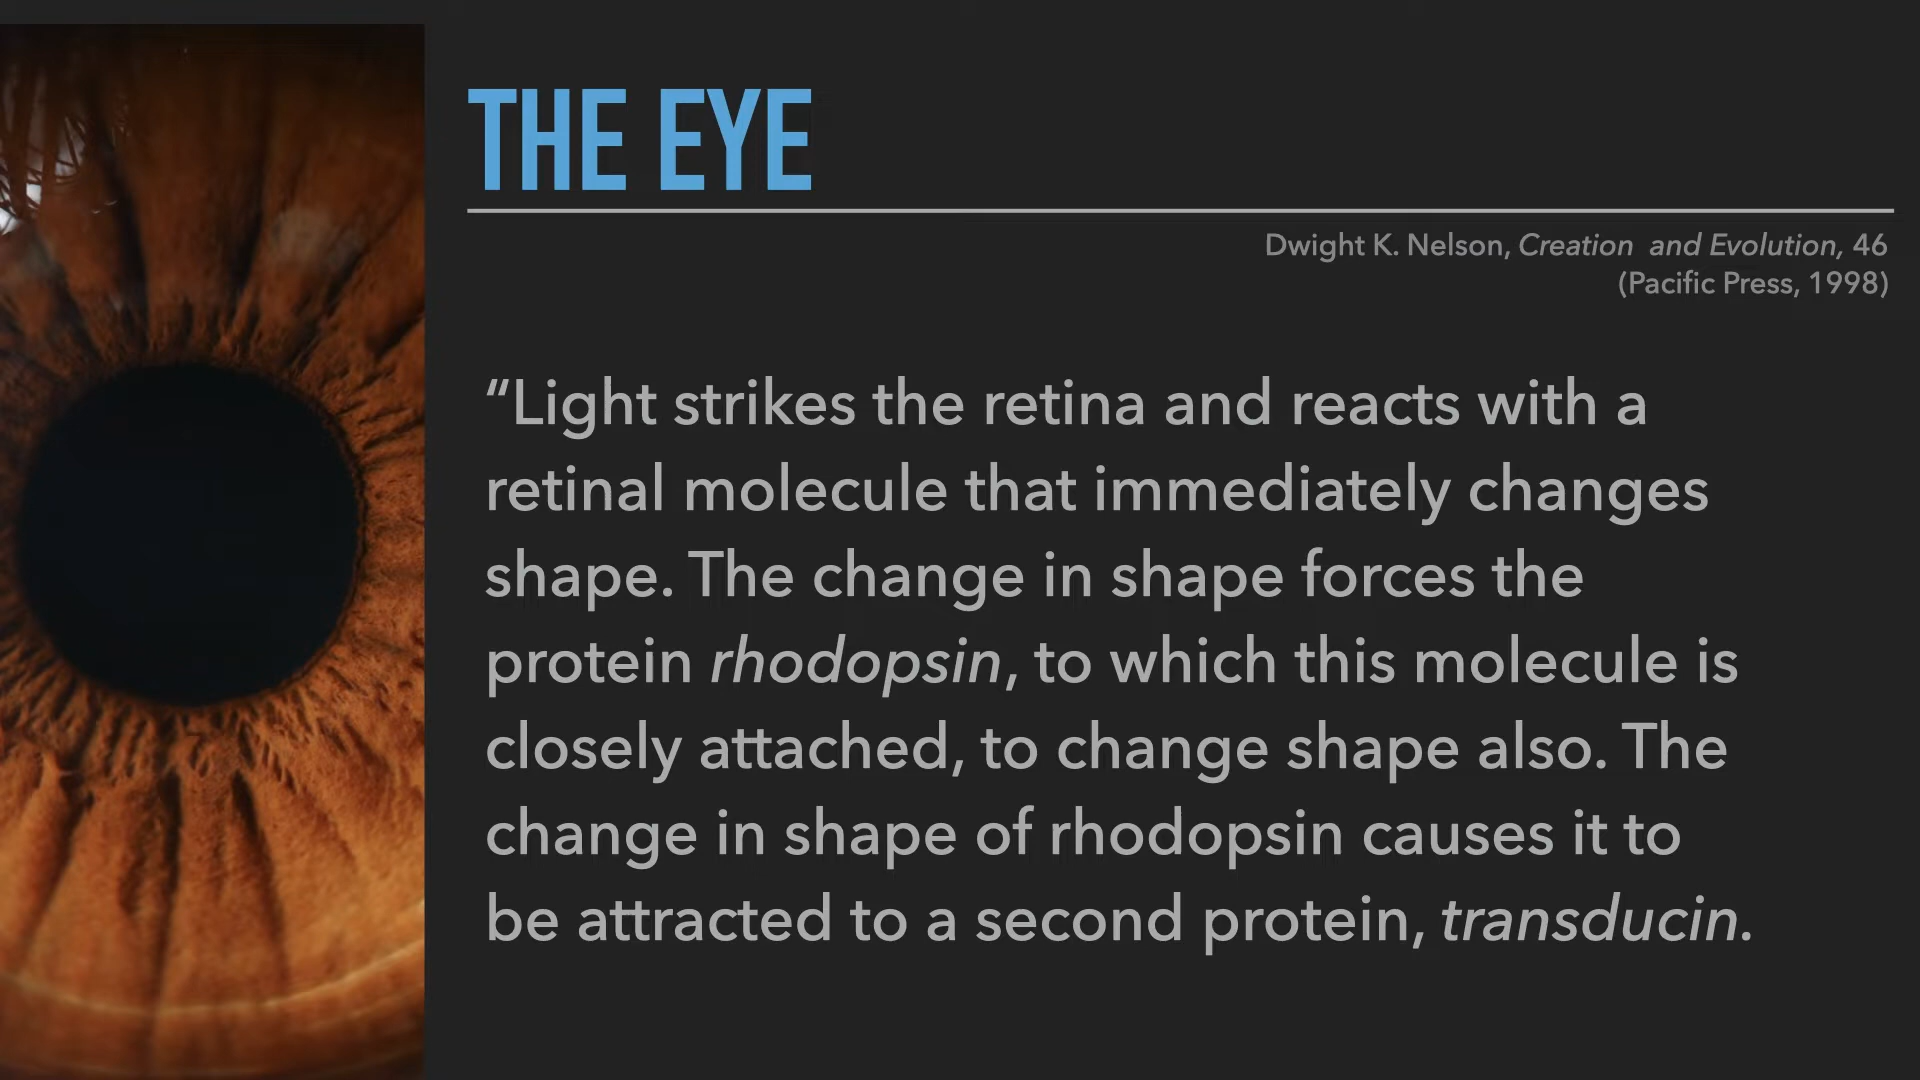 THE EYE
Dwight K. Nelson, Creation and Evolution, 46
(Pacific Press, 1998)
“Light strikes the retina and reacts with a
retinal molecule that immediately changes
shape. The change in shape forces the
protein rhodopsin, to which this molecule is
closely attached, to change shape also. The
change in shape of rhodopsin causes it to
be attracted to a second protein, transducin.